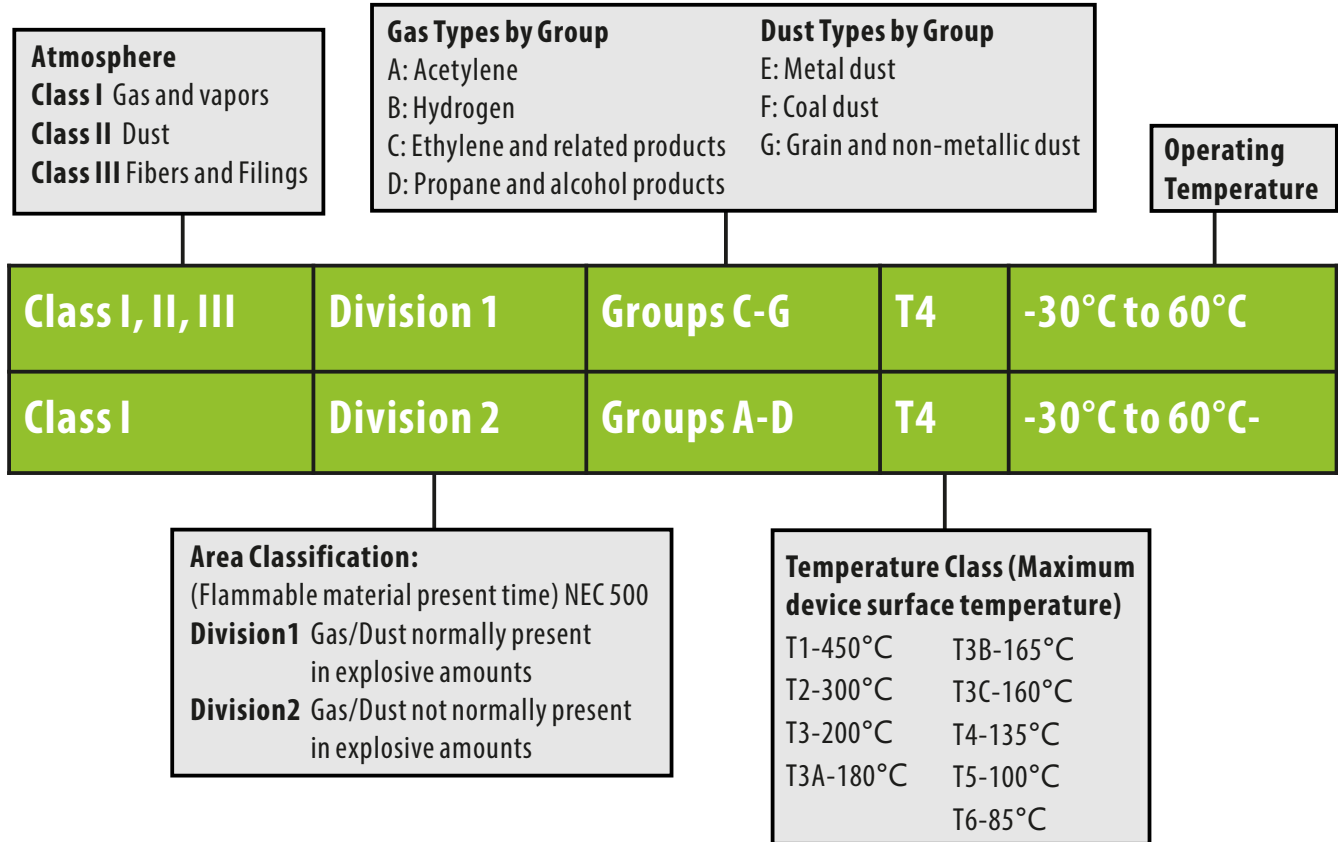 Atmosphere
Class I Gas and vapors
Class II Dust
Class III Fibers and Filings
Gas Types by Group
A: Acetylene
B: Hydrogen
C: Ethylene and related products
D: Propane and alcohol products
Dust Types by Group
E: Metal dust
F: Coal dust
G: Grain and non-metallic dust
Operating
Temperature
Class I, II, III Division 1 Groups C-G T4 -30°C to 60°C
Class I Division 2 Groups A-D T4 -30°C to 60°C-
Area Classification:
(Flammable material present time) NEC 500
Division1 Gas/Dust normally present
in explosive amounts
Division2 Gas/Dust not normally present
in explosive amounts
Temperature Class (Maximum
device surface temperature)
T1-450°C
T2-300°C
T3-200°C
T3A-180°C
T3B-165°C
T3C-160°C
T4-135°C
T5-100°C
T6-85°C